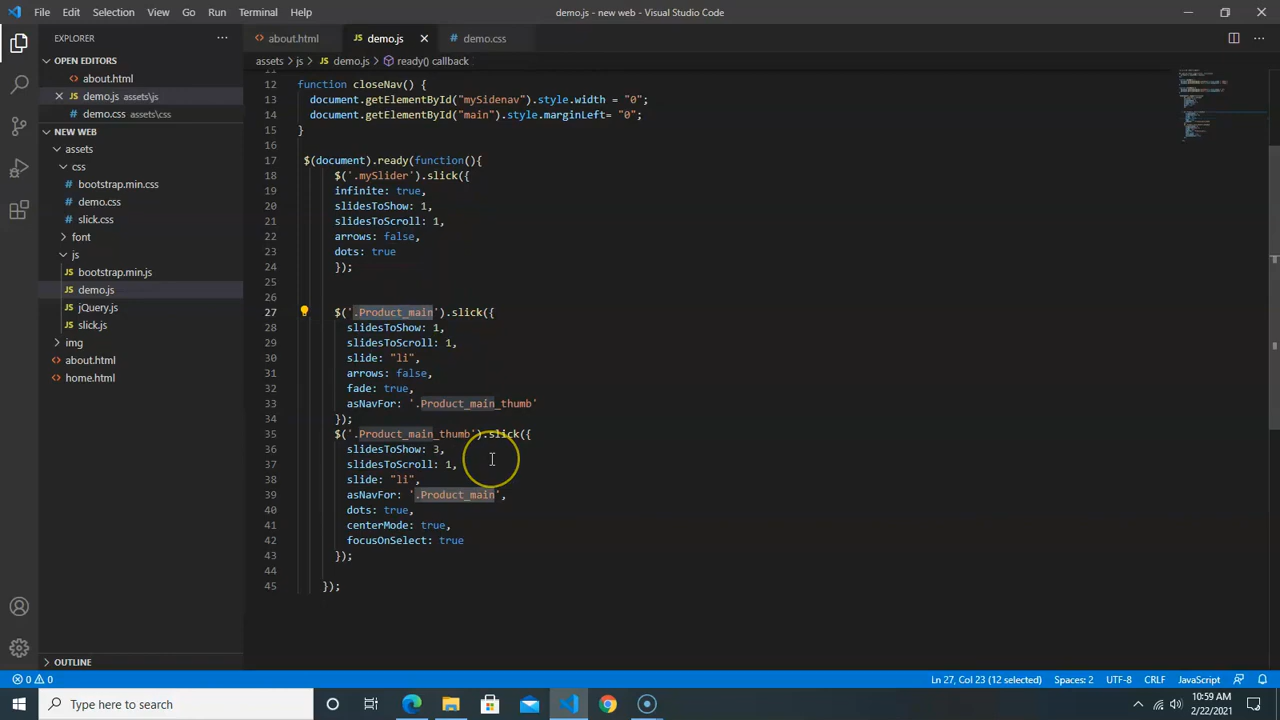 File Edit Selection View Go Run Terminal Help
demo.js - new web - Visual Studio Code
EXPLORER
about.html
demo.js
demo.css
OPEN EDITORS
about.html
demo.js assets\js
demo.css assets\css
NEW WEB
assets
css
bootstrap.min.css
demo.css
slick.css
font
js
bootstrap.min.js
demo.js
jQuery.js
slick.js
img
about.html
home.html
OUTLINE
assets > js > demo.js > ready() callback
12 function closeNav() {
13 document.getElementById("mySidenav").style.width = "0";
14 document.getElementById("main").style.marginLeft= "0";
15 }
16
17 $(document).ready(function(){
18 $('.mySlider').slick({
19 infinite: true,
20 slidesToShow: 1,
21 slidesToScroll: 1,
22 arrows: false,
23 dots: true
24 });
25
26
27 $('.Product_main').slick({
28 slidesToShow: 1,
29 slidesToScroll: 1,
30 slide: "li",
31 arrows: false,
32 fade: true,
33 asNavFor: '.Product_main_thumb'
34 });
35 $('.Product_main_thumb').slick({
36 slidesToShow: 3,
37 slidesToScroll: 1,
38 slide: "li",
39 asNavFor: '.Product_main',
40 dots: true,
41 centerMode: true,
42 focusOnSelect: true
43 });
44
45 });
0 0
Ln 27, Col 23 (12 selected) Spaces: 2 UTF-8 CRLF JavaScript
Type here to search
10:59 AM
2/22/2021